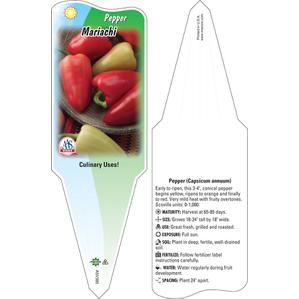 Pepper
Mariachi
AAS
WINNER
Culinary Uses!
Printed in U.S.A.
Pepper (Capsicum annuum)
Early to ripen, this 3-4", conical pepper
begins yellow, ripens to orange and finally
to red. Very mild heat with fruity overtones.
Scoville units: 0-1,000.
MATURITY: Harvest at 65-85 days.
SIZE: Grows 18-24" tall by 18" wide.
USE: Great fresh, grilled and roasted.
EXPOSURE: Full sun.
SOIL: Plant in deep, fertile, well-drained
soil.
FERTILIZE: Follow fertilizer label
instructions carefully.
WATER: Water regularly during fruit
development.
SPACING: Plant 24" apart.